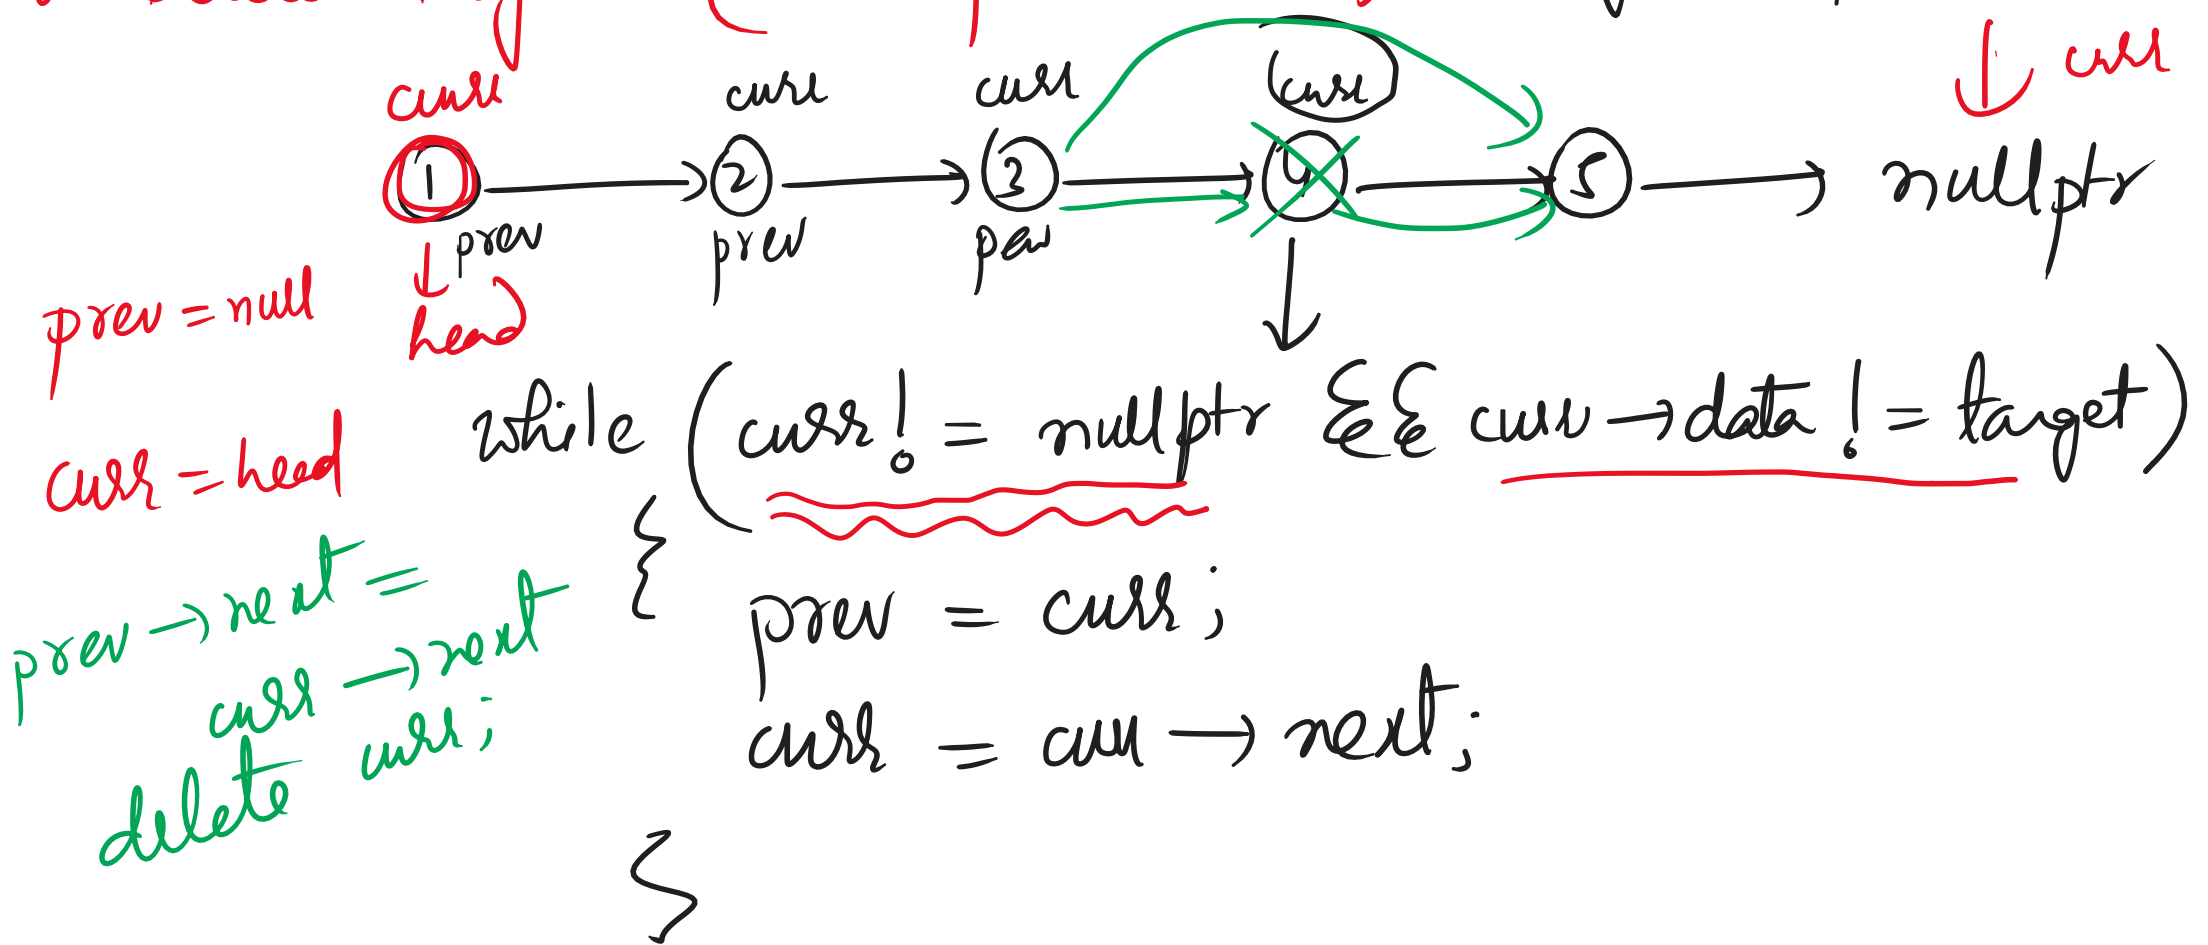 curr curr curr curr curr
1 2 3 4 5 nullptr
prev prev prev
head
prev = null
curr = head
while (curr != nullptr && curr → data != target)
{
prev = curr;
curr = curr → next;
}
prev → next =
curr → next
delete curr;